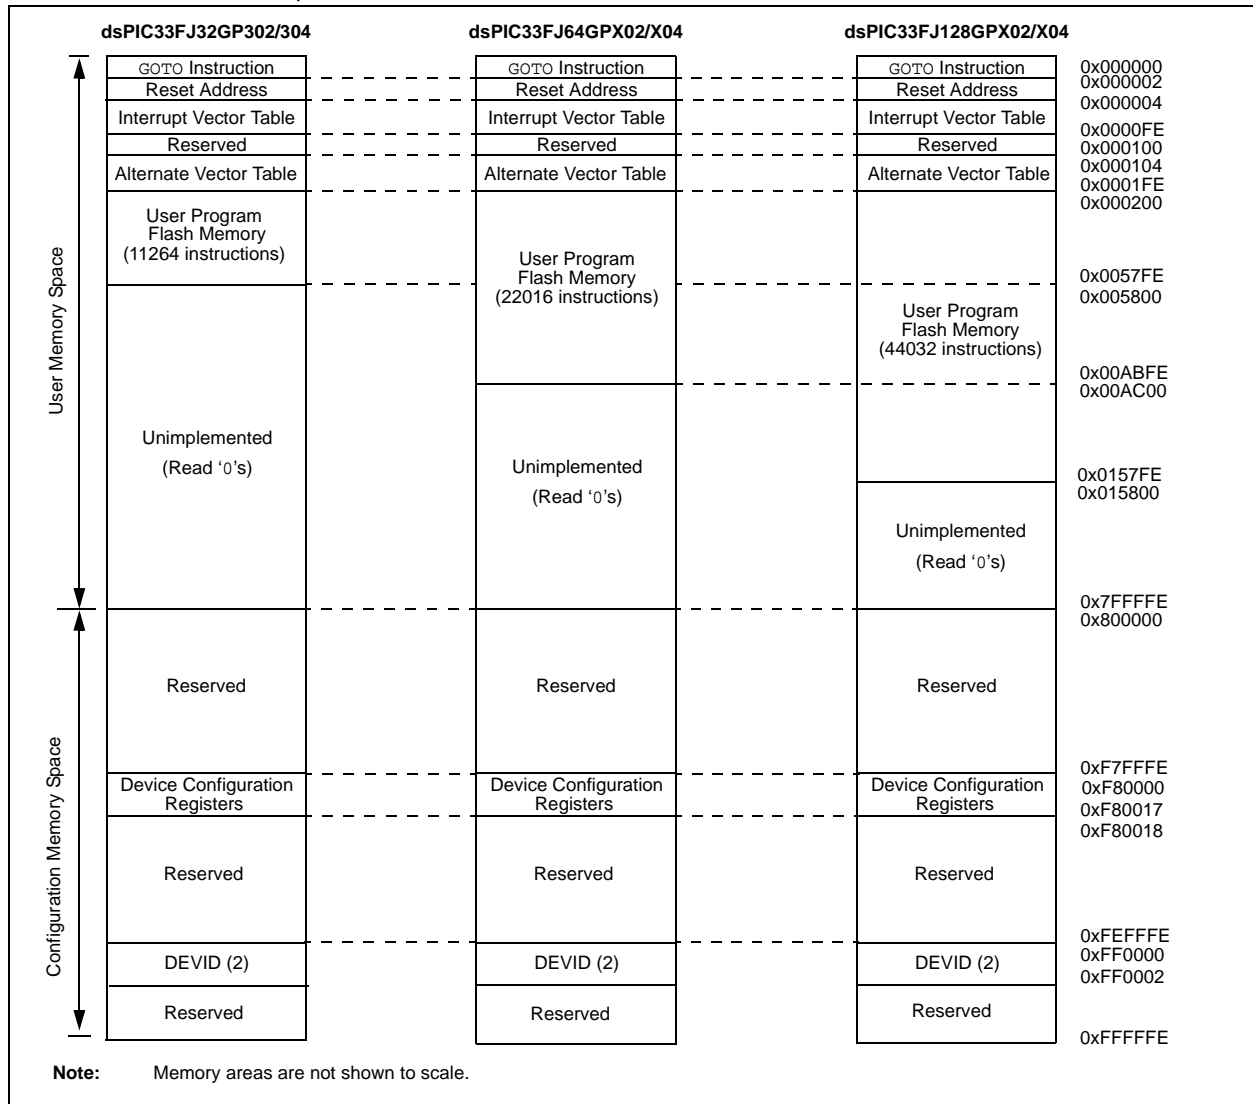 dsPIC33FJ32GP302/304 dsPIC33FJ64GPX02/X04 dsPIC33FJ128GPX02/X04
GOTO Instruction GOTO Instruction GOTO Instruction 0x000000
Reset Address Reset Address Reset Address 0x000002
0x000004
Interrupt Vector Table Interrupt Vector Table Interrupt Vector Table
0x0000FE
Reserved Reserved Reserved 0x000100
0x000104
Alternate Vector Table Alternate Vector Table Alternate Vector Table
0x0001FE
0x000200
User Program
Flash Memory
(11264 instructions)
User Program
Flash Memory
(22016 instructions)
0x0057FE
0x005800
User Program
Flash Memory
(44032 instructions)
0x00ABFE
0x00AC00
User Memory Space
Unimplemented
(Read ‘0’s)
Unimplemented
(Read ‘0’s)
0x0157FE
0x015800
Unimplemented
(Read ‘0’s)
0x7FFFFE
0x800000
Reserved Reserved Reserved
0xF7FFFE
Device Configuration Device Configuration Device Configuration 0xF80000
Registers Registers Registers 0xF80017
0xF80018
Configuration Memory Space
Reserved Reserved Reserved
0xFEFFFE
0xFF0000
DEVID (2) DEVID (2) DEVID (2)
0xFF0002
Reserved Reserved Reserved
0xFFFFFE
Note: Memory areas are not shown to scale.